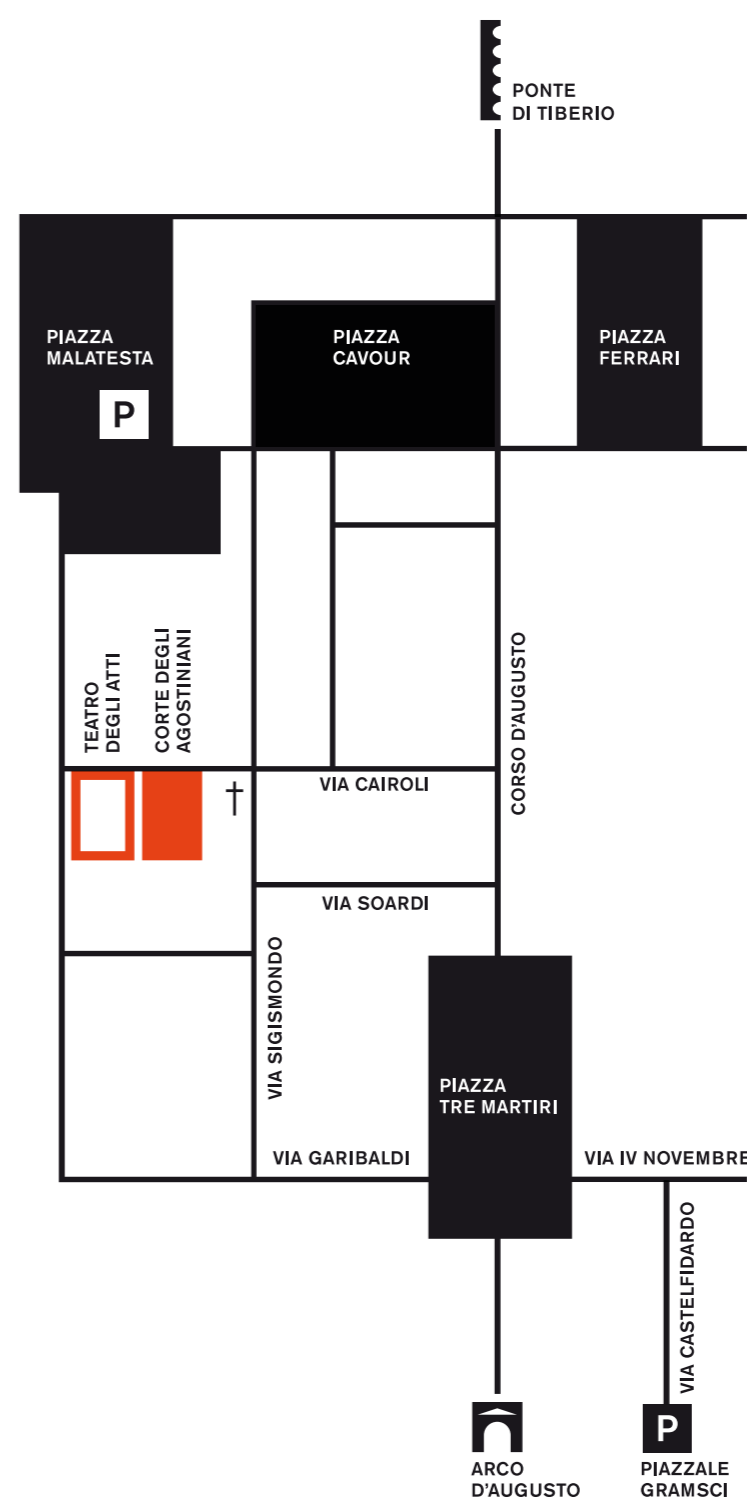 PONTE
DI TIBERIO
PIAZZA
MALATESTA
P
PIAZZA
CAVOUR
PIAZZA
FERRARI
TEATRO
DEGLI ATTI
CORTE DEGLI
AGOSTINIANI
CORSO D'AUGUSTO
VIA CAIROLI
VIA SOARDI
VIA SIGISMONDO
PIAZZA
TRE MARTIRI
VIA GARIBALDI
VIA IV NOVEMBRE
VIA CASTELFIDARDO
P
ARCO
D'AUGUSTO
PIAZZALE
GRAMSCI